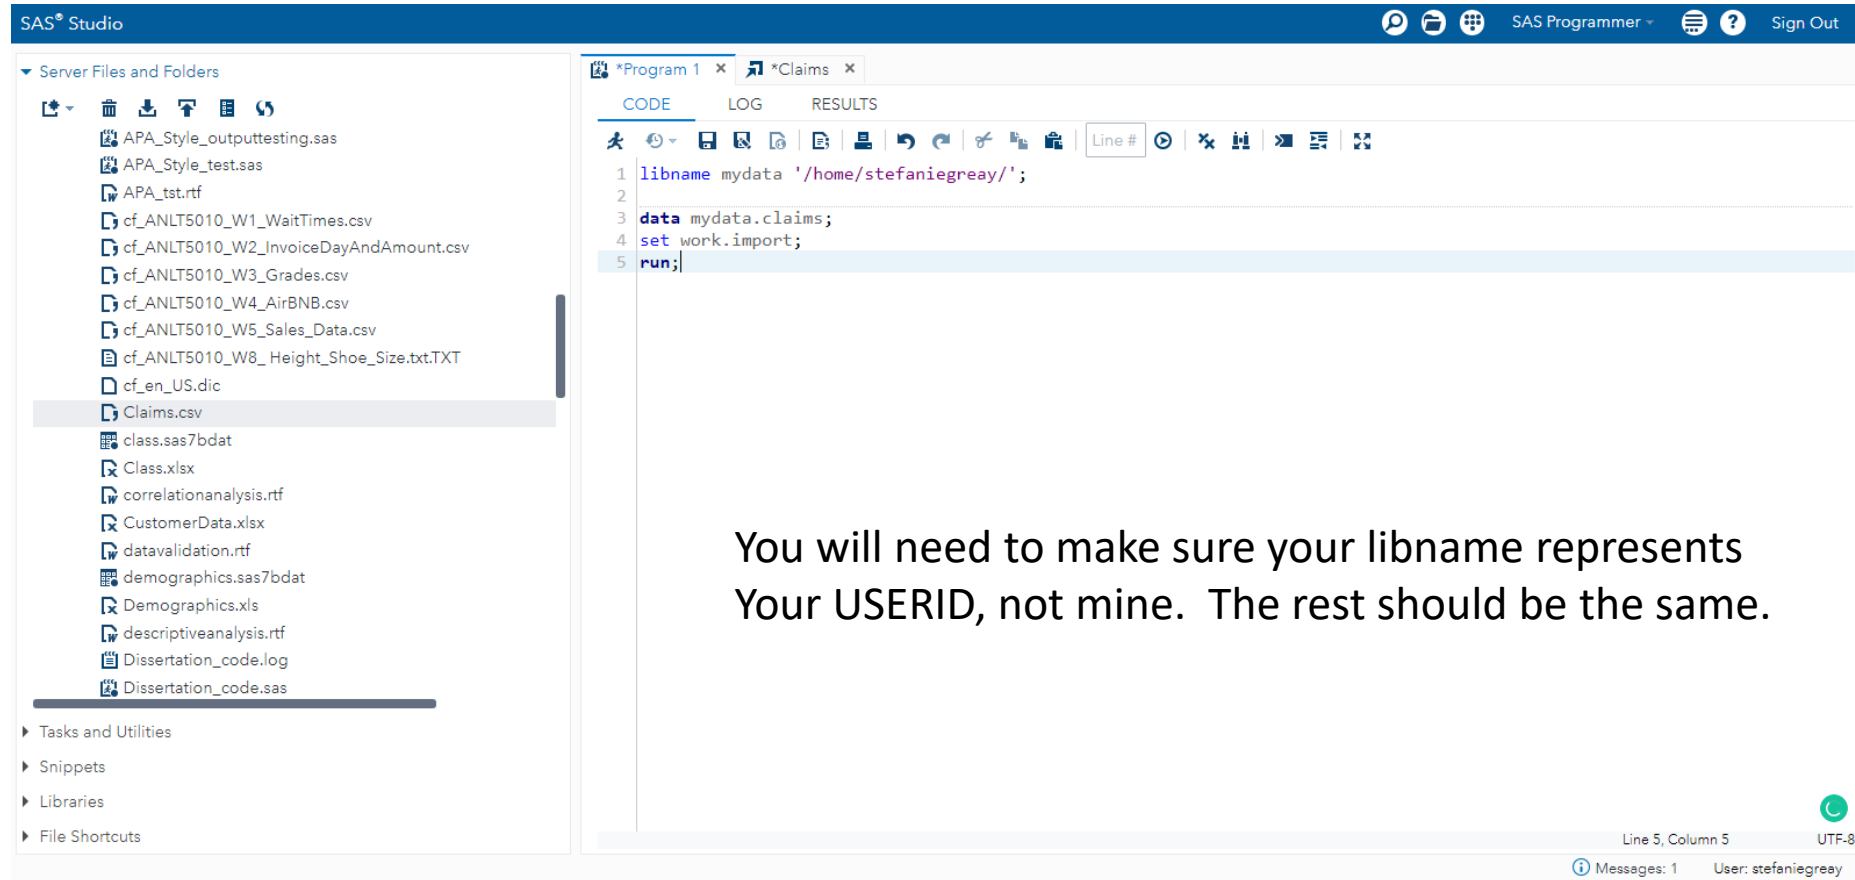 SAS® Studio
SAS Programmer
Sign Out
Server Files and Folders
APA_Style_outputtesting.sas
APA_Style_test.sas
APA_tst.rtf
cf_ANLT5010_W1_WaitTimes.csv
cf_ANLT5010_W2_InvoiceDayAndAmount.csv
cf_ANLT5010_W3_Grades.csv
cf_ANLT5010_W4_AirBNB.csv
cf_ANLT5010_W5_Sales_Data.csv
cf_ANLT5010_W8_ Height_Shoe_Size.txt.TXT
cf_en_US.dic
Claims.csv
class.sas7bdat
Class.xlsx
correlationanalysis.rtf
CustomerData.xlsx
datavalidation.rtf
demographics.sas7bdat
Demographics.xls
descriptiveanalysis.rtf
Dissertation_code.log
Dissertation_code.sas
Tasks and Utilities
Snippets
Libraries
File Shortcuts
*Program 1 × *Claims ×
CODE LOG RESULTS
Line #
1 libname mydata '/home/stefaniegreay/';
2
3 data mydata.claims;
4 set work.import;
5 run;
You will need to make sure your libname represents
Your USERID, not mine. The rest should be the same.
Line 5, Column 5 UTF-8
Messages: 1 User: stefaniegreay